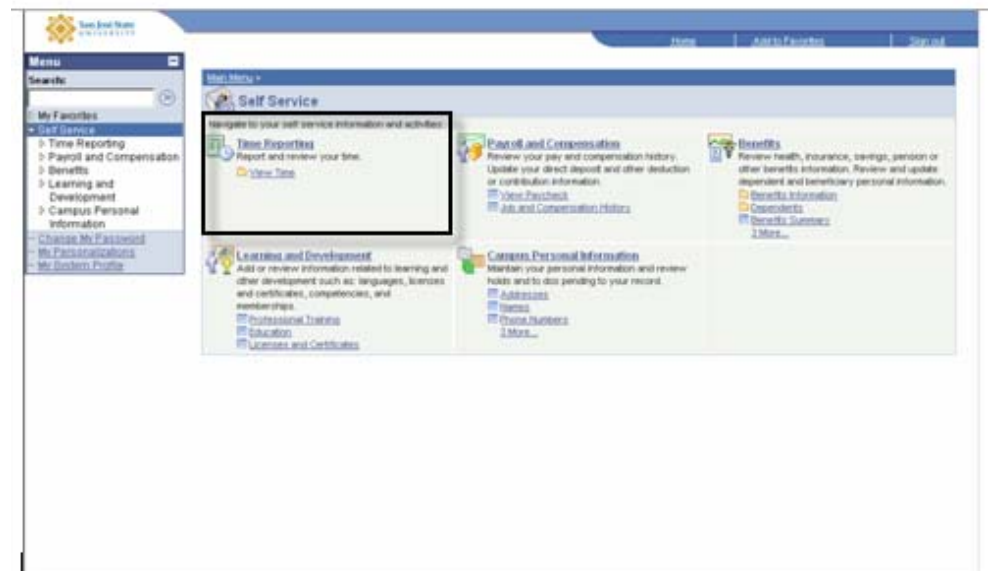 San José State
UNIVERSITY
Home
Add to Favorites
Sign out
Menu
Search:
My Favorites
Self Service
Time Reporting
Payroll and Compensation
Benefits
Learning and
Development
Campus Personal
Information
Change My Password
My Personalizations
My System Profile
Main Menu >
Self Service
Navigate to your self service information and activities.
Time Reporting
Report and review your time.
View Time
Payroll and Compensation
Review your pay and compensation history.
Update your direct deposit and other deduction
or contribution information.
View Paycheck
Job and Compensation History
Benefits
Review health, insurance, savings, pension or
other benefits information. Review and update
dependent and beneficiary personal information.
Benefits Information
Dependents
Benefits Summary
3 More...
Learning and Development
Add or review information related to learning and
other development such as: languages, licenses
and certificates, competencies, and
memberships.
Professional Training
Education
Licenses and Certificates
Campus Personal Information
Maintain your personal information and review
holds and to dos pending to your record.
Addresses
Names
Phone Numbers
3 More...